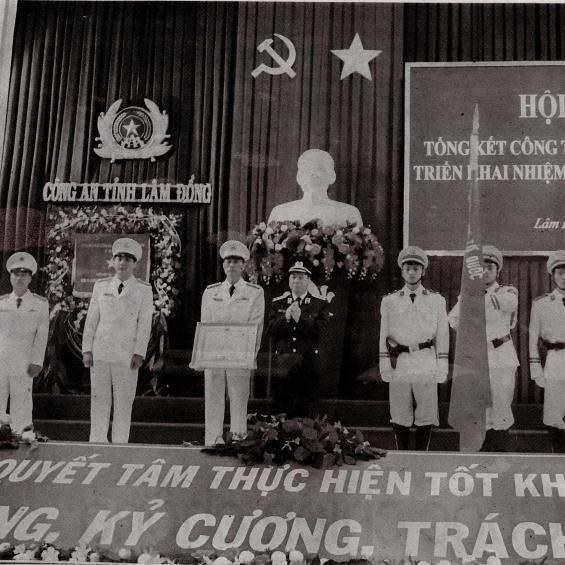 CÔNG AN TỈNH LÂM ĐỒNG
HỘI
TỔNG KẾT CÔNG T
TRIỂN KHAI NHIỆM
Lâm
QUYẾT TÂM THỰC HIỆN TỐT KH
NG, KỶ CƯƠNG, TRÁCH